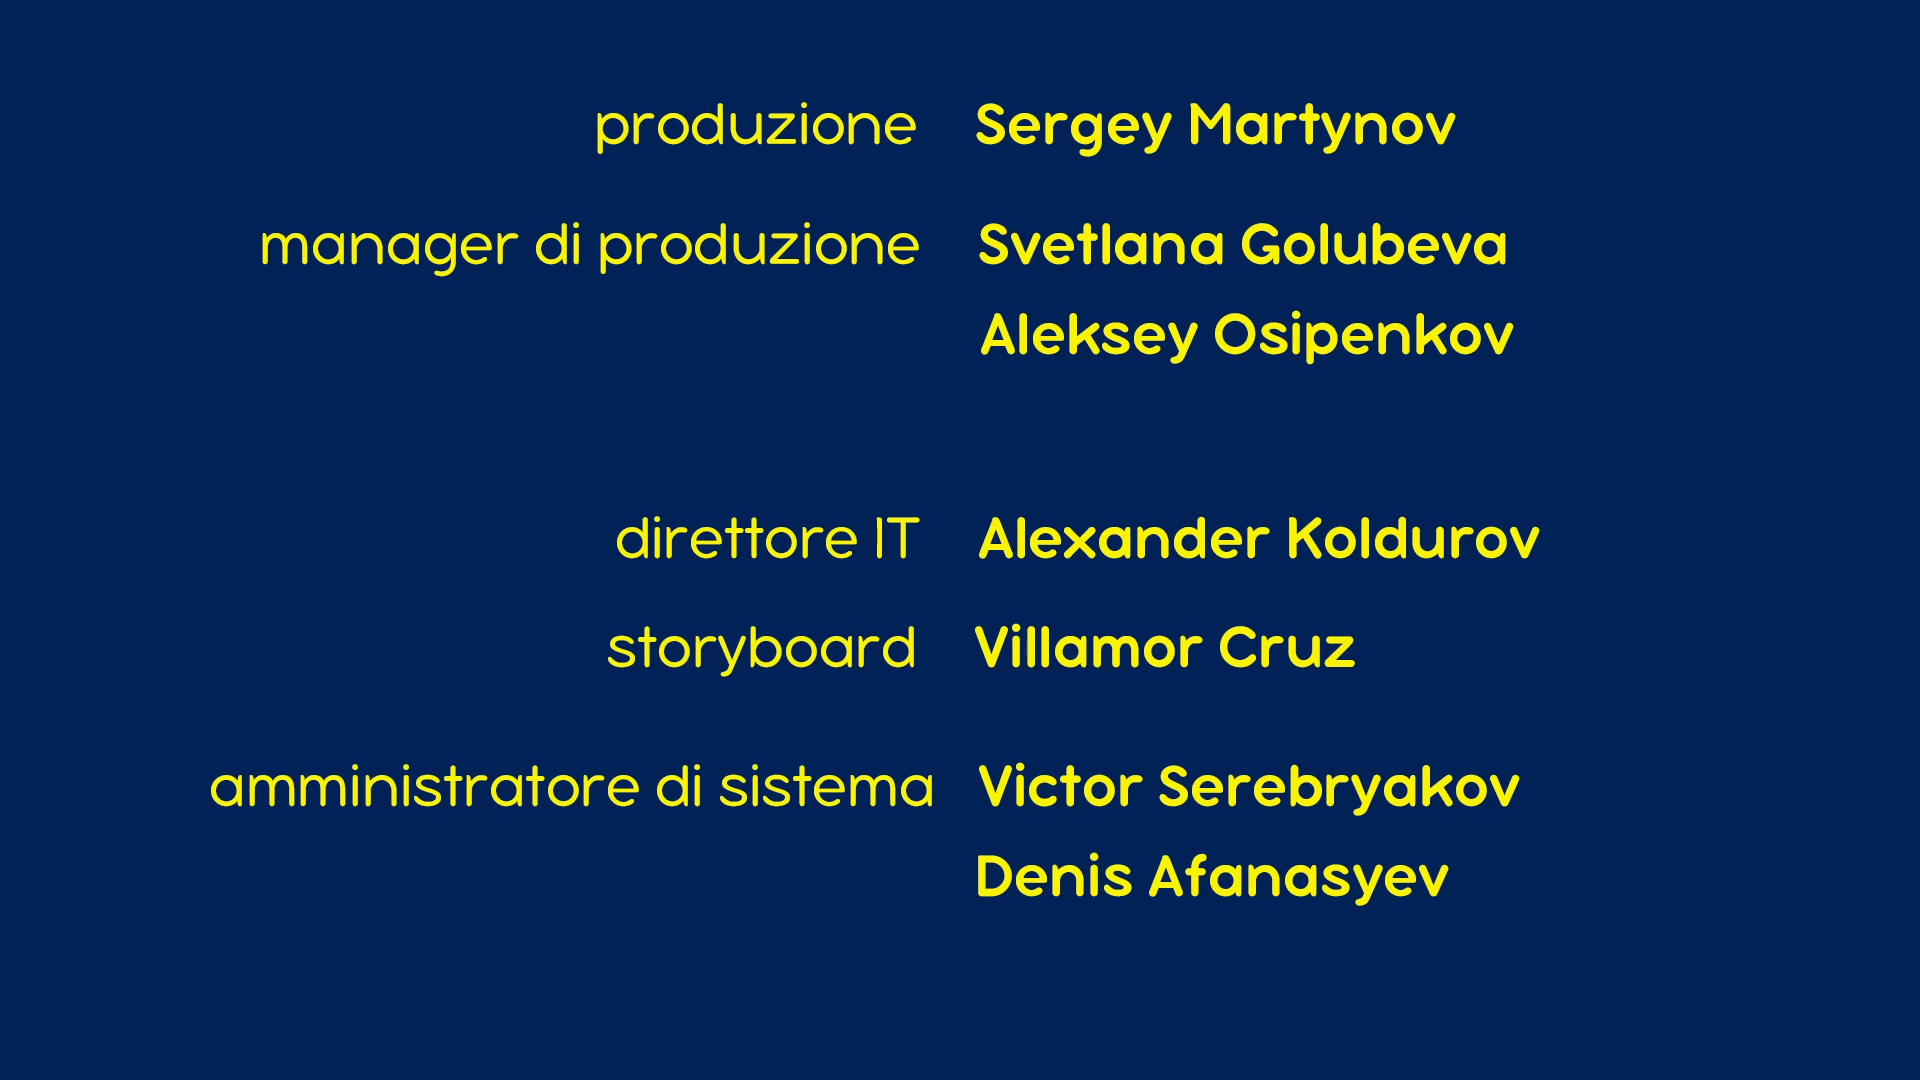 produzione Sergey Martynov
manager di produzione Svetlana Golubeva
Aleksey Osipenkov
direttore IT Alexander Koldurov
storyboard Villamor Cruz
amministratore di sistema Victor Serebryakov
Denis Afanasyev